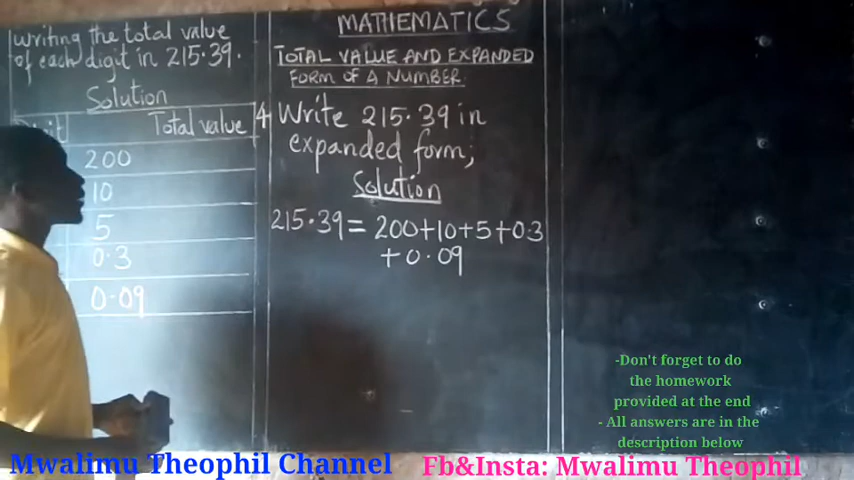 writing the total value
of each digit in 215.39.
Solution
Total value
200
10
5
0.3
0.09
MATHEMATICS
TOTAL VALUE AND EXPANDED
FORM OF A NUMBER.
4 Write 215.39 in
expanded form;
Solution
215.39 = 200+10+5+0.3
+0.09
-Don't forget to do
the homework
provided at the end
- All answers are in the
description below
Mwalimu Theophil Channel
Fb&Insta: Mwalimu Theophil